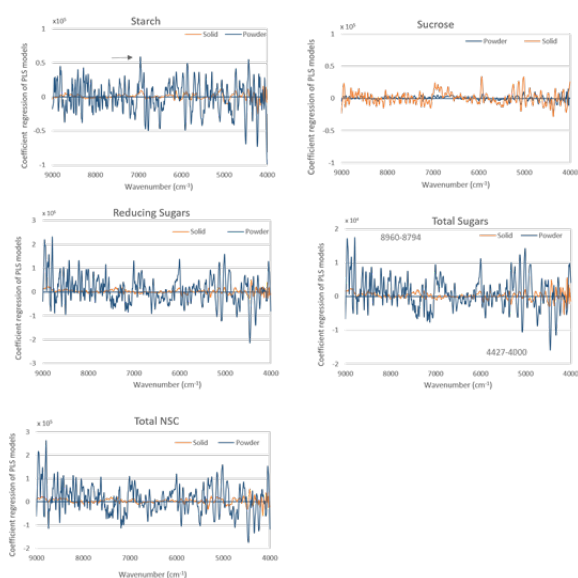 Starch
x 10⁵
Solid Powder
Coefficient regression of PLS models
1
0.5
0
-0.5
-1
9000 8000 7000 6000 5000 4000
Wavenumber (cm⁻¹)
Sucrose
x 10⁵
Powder Solid
Coefficient regression of PLS models
1
0.5
0
-0.5
-1
9000 8000 7000 6000 5000 4000
Wavenumber (cm⁻¹)
Reducing Sugars
x 10⁵
Solid Powder
Coefficient regression of PLS models
3
2
1
0
-1
-2
-3
9000 8000 7000 6000 5000 4000
Wavenumber (cm⁻¹)
Total Sugars
Solid Powder
8960-8794
Coefficient regression of PLS models
2
1
0
-1
-2
4427-4000
9000 8000 7000 6000 5000 4000
Wavenumber (cm⁻¹)
Total NSC
x 10⁵
Solid Powder
Coefficient regression of PLS models
3
2
1
0
-1
-2
9000 8000 7000 6000 5000 4000
Wavenumber (cm⁻¹)